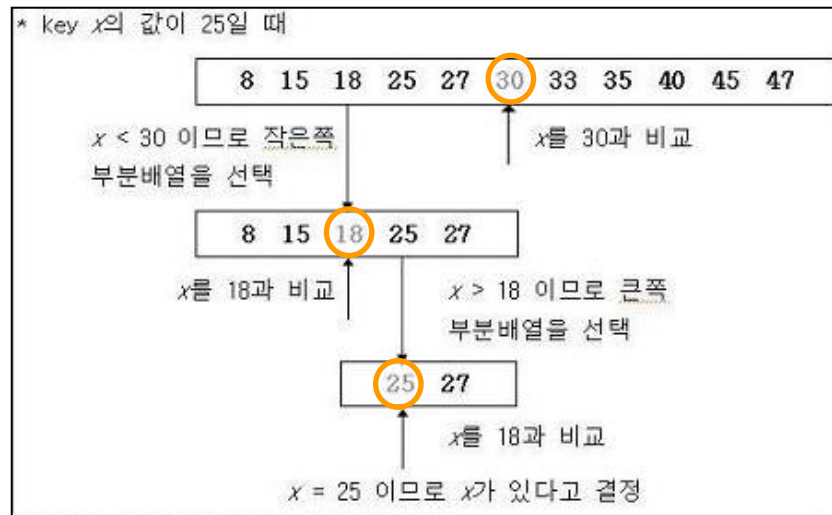 * key x의 값이 25일 때
8 15 18 25 27 30 33 35 40 45 47
x < 30 이므로 작은쪽
부분배열을 선택
x를 30과 비교
8 15 18 25 27
x를 18과 비교
x > 18 이므로 큰쪽
부분배열을 선택
25 27
x를 18과 비교
x = 25 이므로 x가 있다고 결정